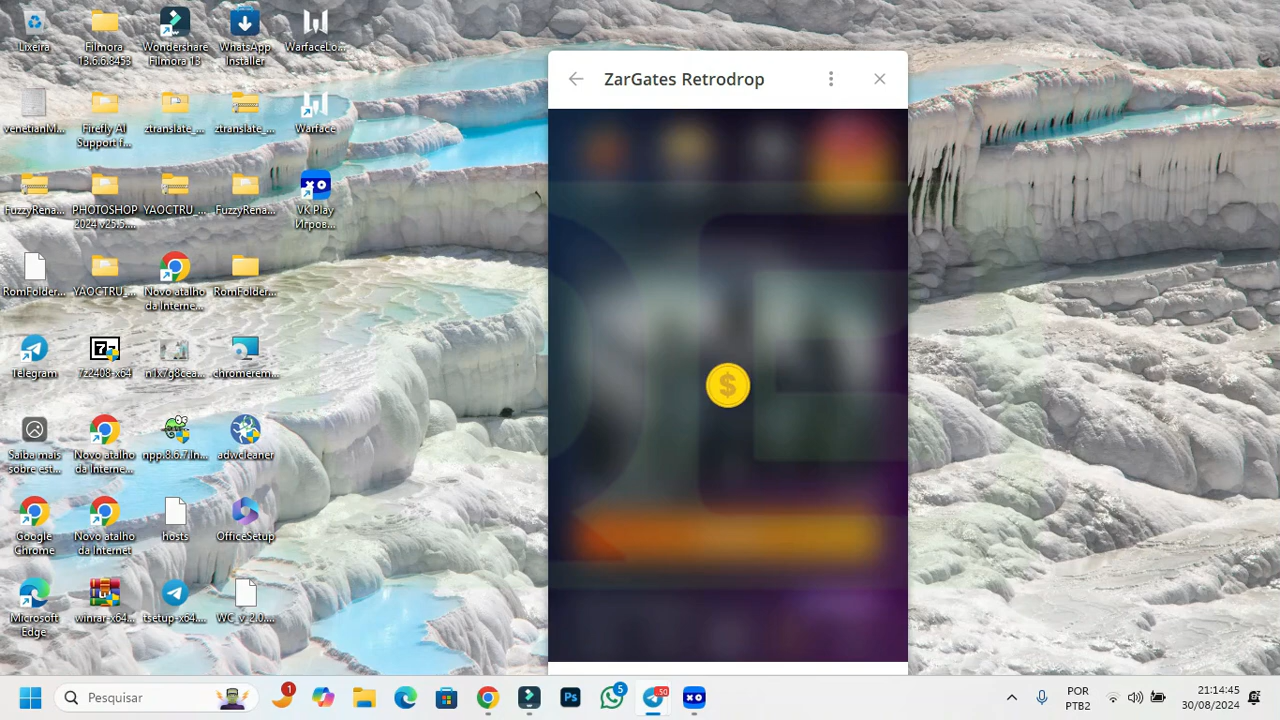 Lixeira
Filmora
13.6.6.8453
Wondershare
Filmora 13
WhatsApp
Installer
WarfaceLo...
venetianM...
Firefly AI
Support f...
ztranslate_...
ztranslate_...
Warface
FuzzyRena...
PHOTOSHOP
2024 v25.5....
YAOCTRU_...
FuzzyRena...
VK Play
Игров...
RomFolder...
YAOCTRU_...
Novo atalho
da Interne...
RomFolder...
Telegram
7z2408-x64
chromerem...
Saiba mais
sobre est...
Novo atalho
da Interne...
npp.8.6.7.In...
adwcleaner
Google
Chrome
Novo atalho
da Internet
hosts
OfficeSetup
Microsoft
Edge
winrar-x64...
tsetup-x64....
WC_v_2.0....
ZarGates Retrodrop
$
Pesquisar
1
Ps
5
50
POR
PTB2
21:14:45
30/08/2024